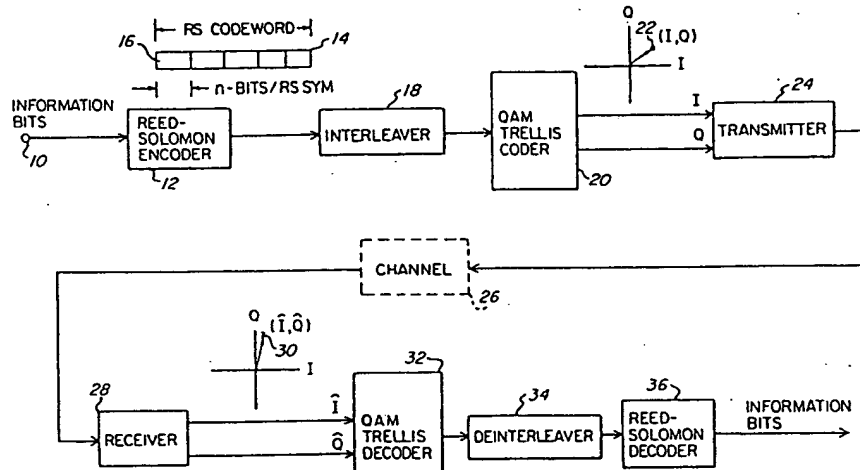 RS CODEWORD
16
14
n-BITS/RS SYM
Q
22
(I,Q)
I
INFORMATION
BITS
10
REED-
SOLOMON
ENCODER
12
18
INTERLEAVER
QAM
TRELLIS
CODER
20
I
Q
24
TRANSMITTER
CHANNEL
26
Q
(Î,Q̂)
30
I
28
RECEIVER
Î
Q̂
32
QAM
TRELLIS
DECODER
34
DEINTERLEAVER
36
REED-
SOLOMON
DECODER
INFORMATION
BITS